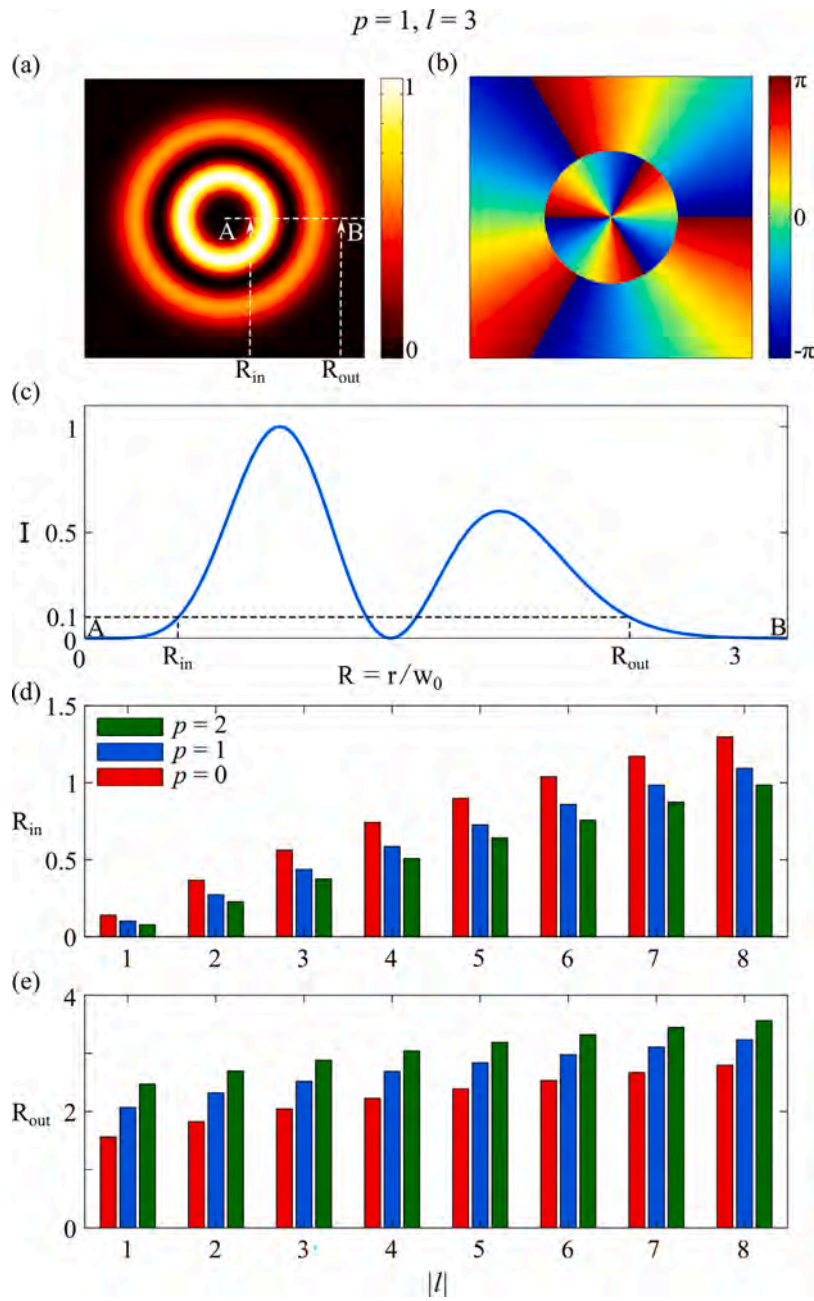 p = 1, l = 3
(a)
(b)
1
π
A
B
0
0
-π
R_in
R_out
(c)
1
I
0.5
0.1
A
B
0
0
R_in
R_out
3
R = r/w_0
(d)
1.5
p = 2
p = 1
p = 0
1
R_in
0.5
0
1 2 3 4 5 6 7 8
(e)
4
2
R_out
0
1 2 3 4 5 6 7 8
|l|